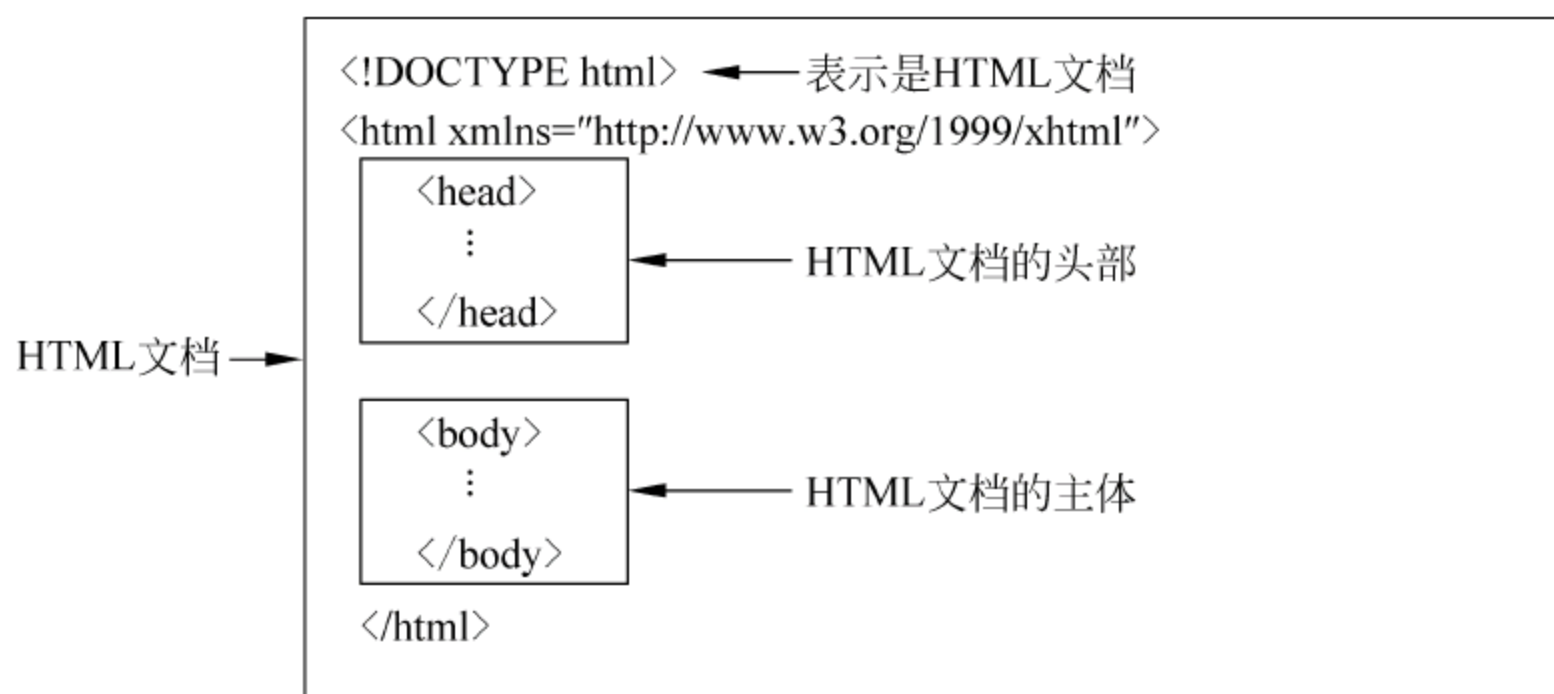 <!DOCTYPE html> 表示是HTML文档
<html xmlns="http://www.w3.org/1999/xhtml">
<head>
⋮
HTML文档的头部
</head>
HTML文档
<body>
⋮
HTML文档的主体
</body>
</html>